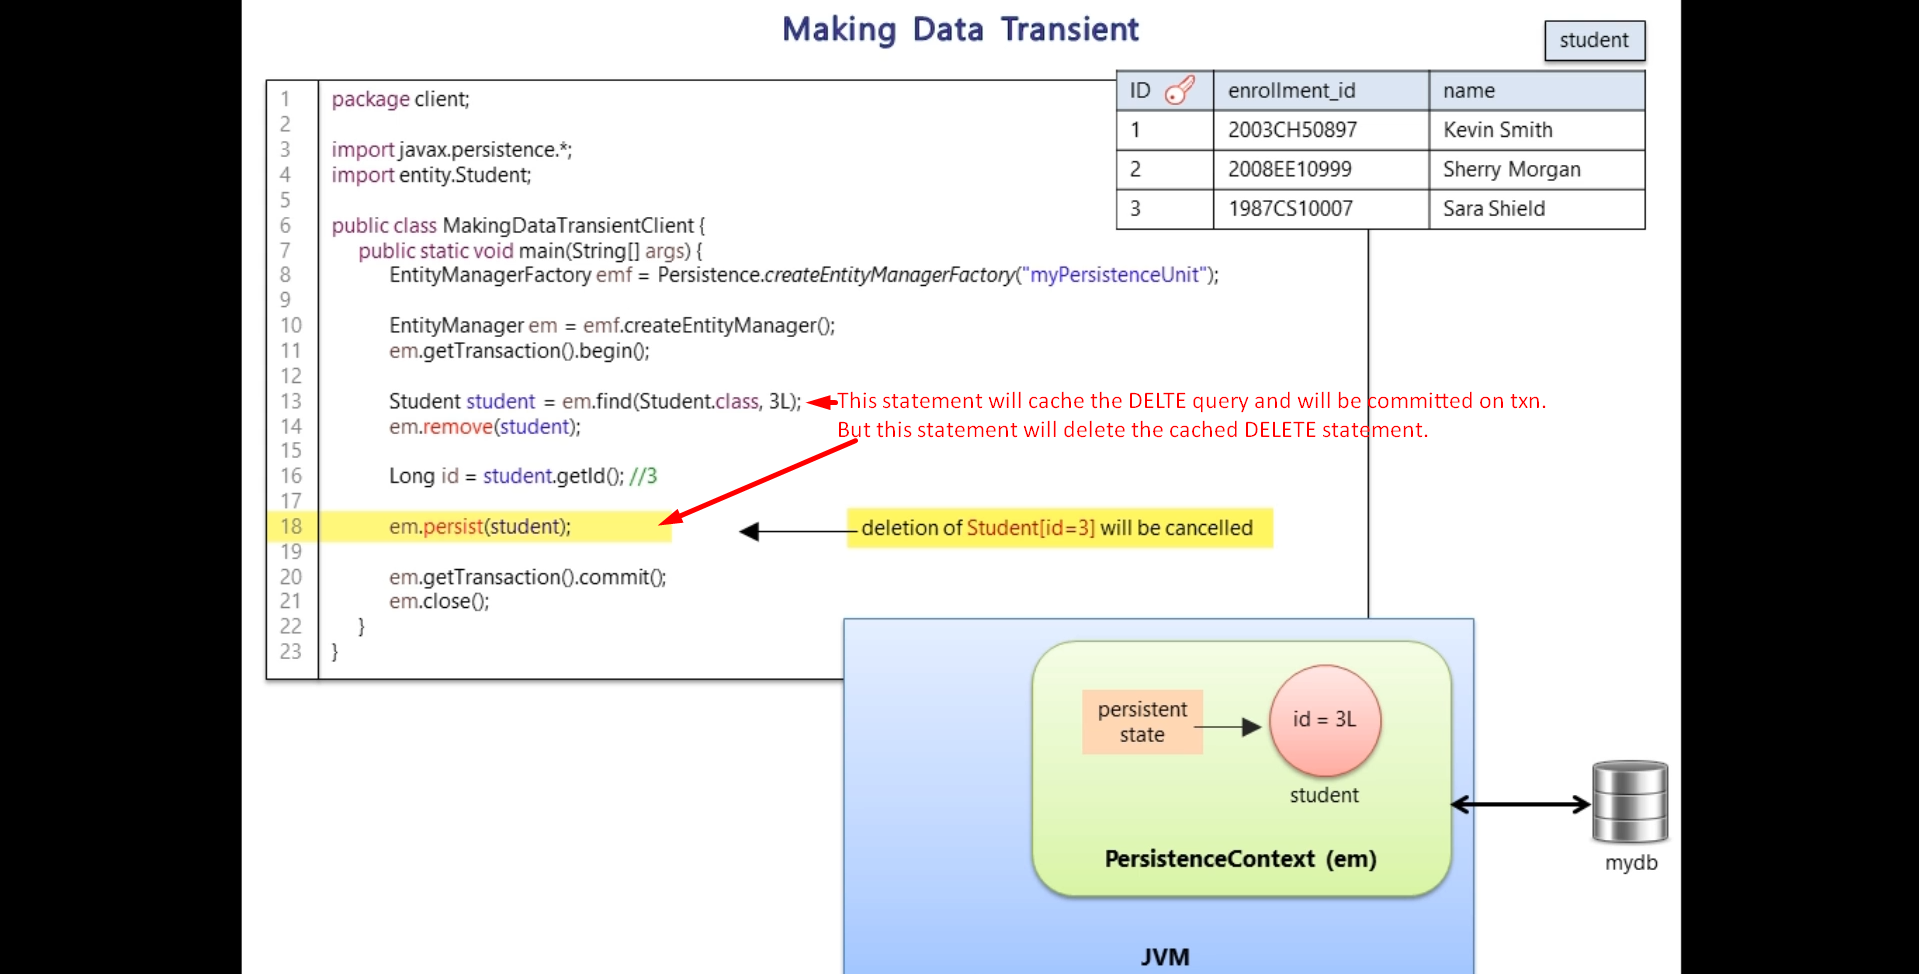 Making Data Transient
student
ID enrollment_id name
1 2003CH50897 Kevin Smith
2 2008EE10999 Sherry Morgan
3 1987CS10007 Sara Shield
1 package client;
2
3 import javax.persistence.*;
4 import entity.Student;
5
6 public class MakingDataTransientClient {
7 public static void main(String[] args) {
8 EntityManagerFactory emf = Persistence.createEntityManagerFactory("myPersistenceUnit");
9
10 EntityManager em = emf.createEntityManager();
11 em.getTransaction().begin();
12
13 Student student = em.find(Student.class, 3L);
This statement will cache the DELTE query and will be committed on txn.
14 em.remove(student);
But this statement will delete the cached DELETE statement.
15
16 Long id = student.getId(); //3
17
18 em.persist(student);
deletion of Student[id=3] will be cancelled
19
20 em.getTransaction().commit();
21 em.close();
22 }
23 }
persistent
state
id = 3L
student
PersistenceContext (em)
mydb
JVM